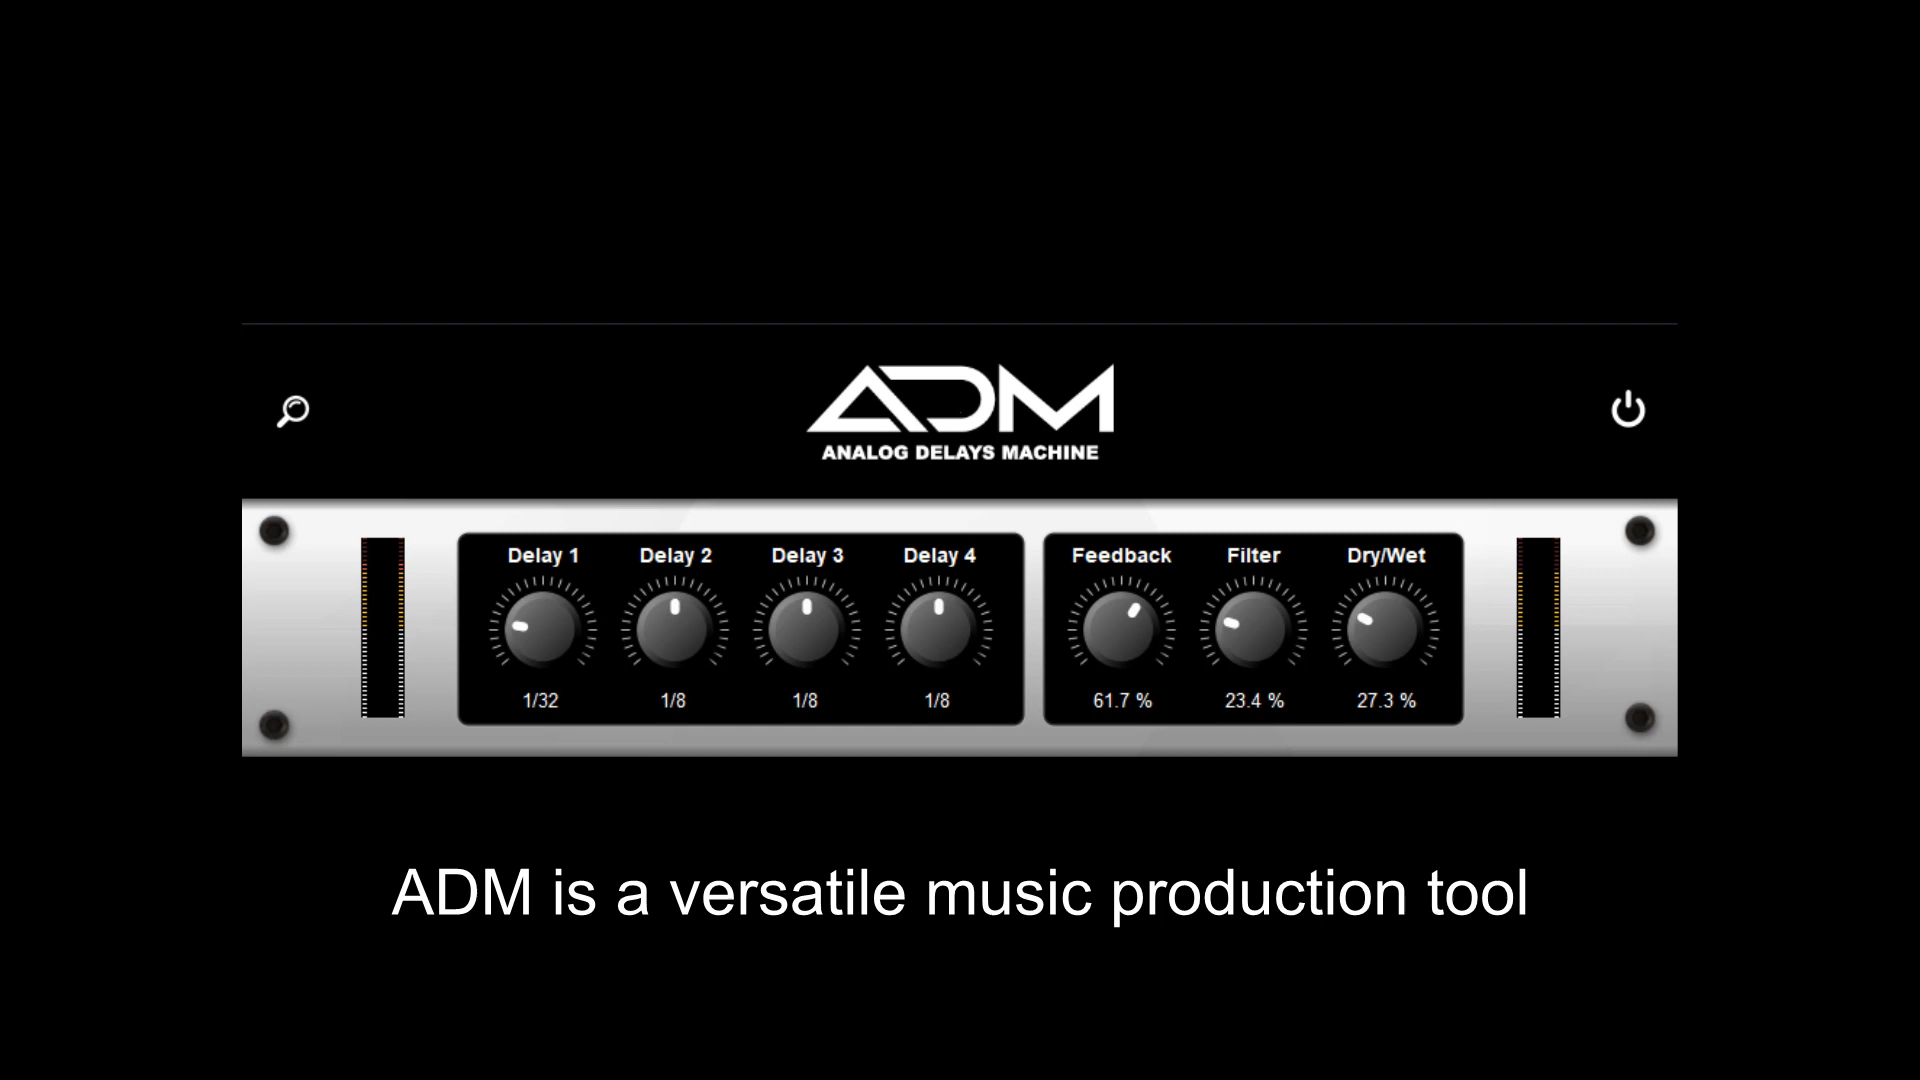 ADM
ANALOG DELAYS MACHINE
Delay 1 Delay 2 Delay 3 Delay 4 Feedback Filter Dry/Wet
1/32 1/8 1/8 1/8 61.7 % 23.4 % 27.3 %
ADM is a versatile music production tool